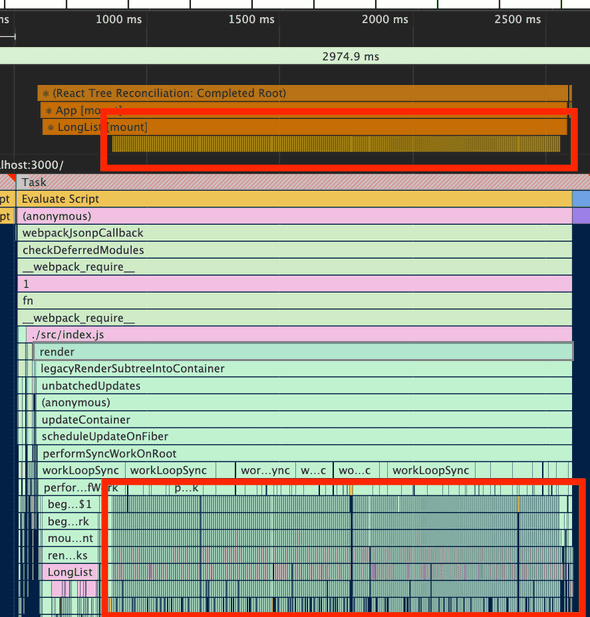 ms 1000 ms 1500 ms 2000 ms 2500 ms
2974.9 ms
(React Tree Reconciliation: Completed Root)
App [mount]
LongList [mount]
lhost:3000/
Task
pt Evaluate Script
pt (anonymous)
webpackJsonpCallback
checkDeferredModules
__webpack_require__
1
fn
__webpack_require__
./src/index.js
render
legacyRenderSubtreeIntoContainer
unbatchedUpdates
(anonymous)
updateContainer
scheduleUpdateOnFiber
performSyncWorkOnRoot
workLoopSync workLoopSync wor…ync w…c wo…c workLoopSync
perfor…fWork p…k
beg…$1
beg…rk
mou…nt
ren…ks
LongList